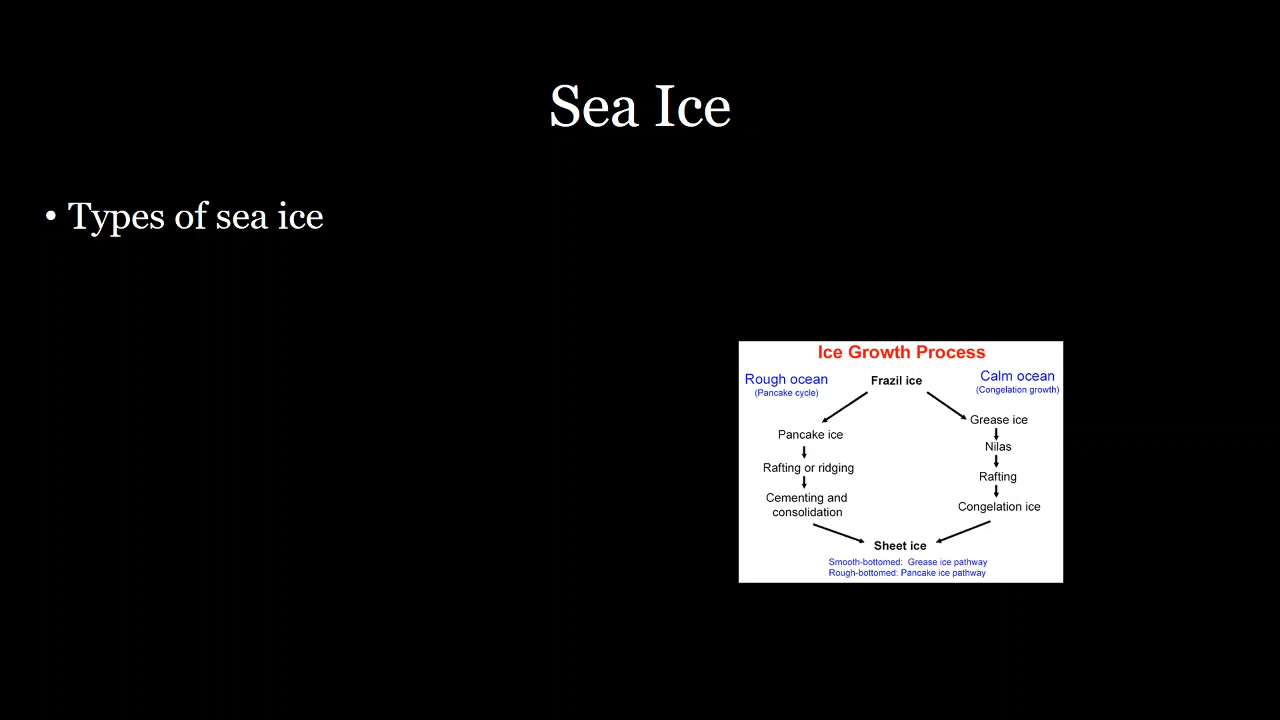 Sea Ice
• Types of sea ice
Ice Growth Process
Rough ocean
(Pancake cycle)
Frazil ice
Calm ocean
(Congelation growth)
Pancake ice
Rafting or ridging
Cementing and
consolidation
Grease ice
Nilas
Rafting
Congelation ice
Sheet ice
Smooth-bottomed: Grease ice pathway
Rough-bottomed: Pancake ice pathway